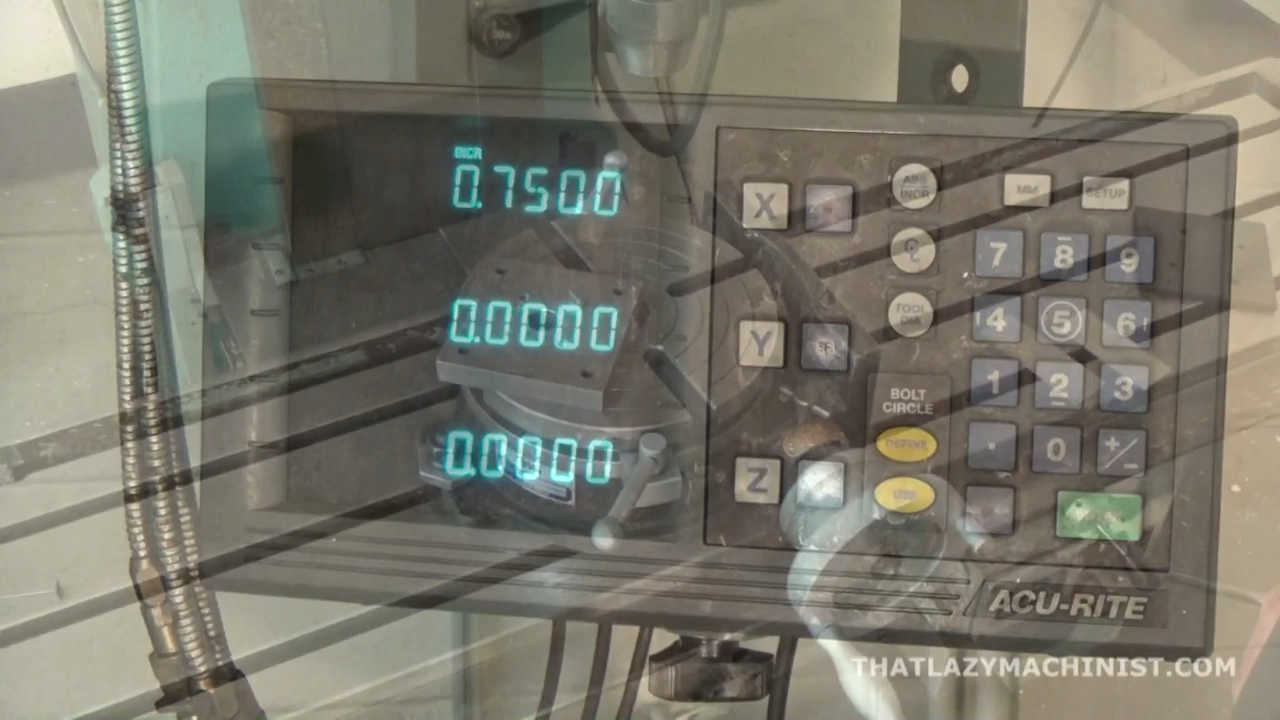 INCR
0.7500
0.0000
0.0000
X
ABS
INCR
MM
SETUP
7
8
9
Y
TOOL
DIA
4
5
6
BOLT
CIRCLE
1
2
3
DEFINE
0
+/-
Z
USE
ACU-RITE
THATLAZYMACHINIST.COM